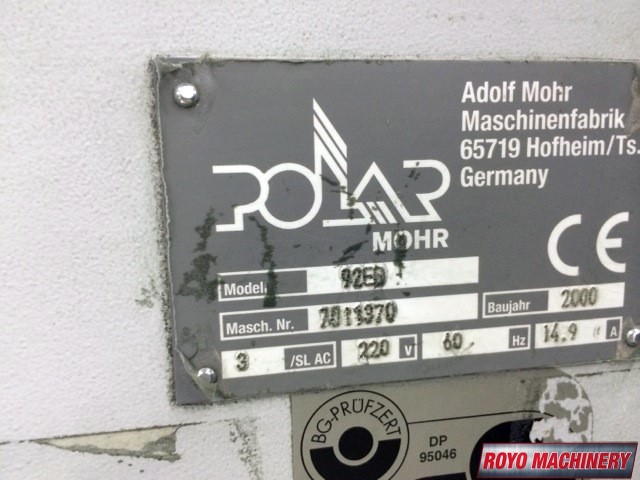 Adolf Mohr
Maschinenfabrik
65719 Hofheim/Ts.
Germany
POLAR
MOHR
CE
Model 92ED
Baujahr 2000
Masch. Nr. 7011370
3 /SL AC 220 V 60 Hz 14.9 A
BG-PRÜFZERT
DP
95046
ROYO MACHINERY